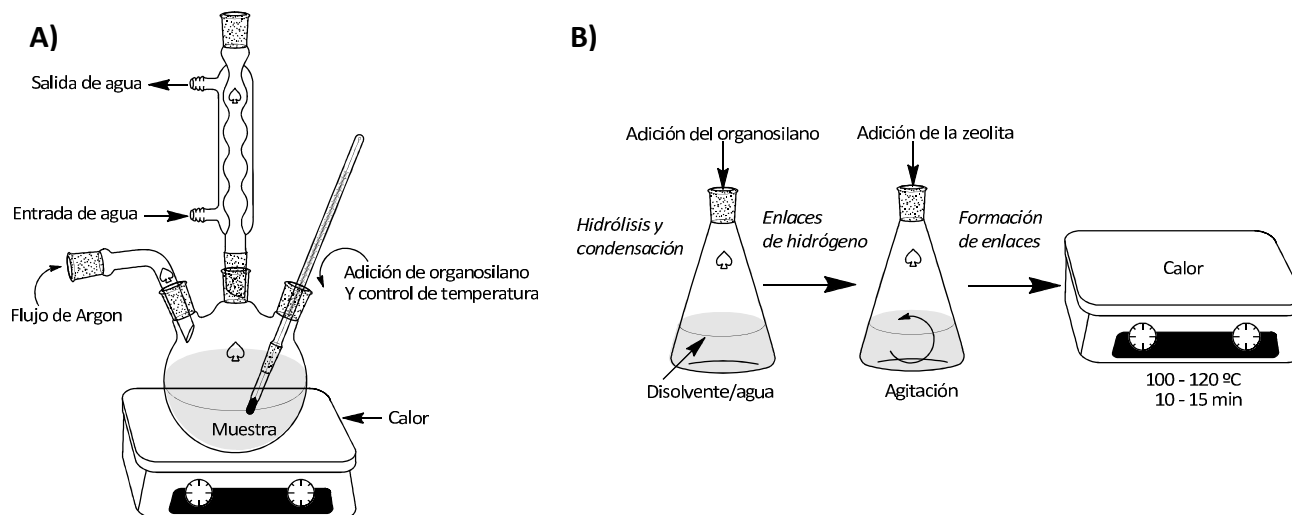 A)
Salida de agua
Entrada de agua
Flujo de Argon
Adición de organosilano
Y control de temperatura
Calor
Muestra
B)
Adición del organosilano
Adición de la zeolita
Hidrólisis y
condensación
Enlaces
de hidrógeno
Formación
de enlaces
Calor
Disolvente/agua
Agitación
100 - 120 ºC
10 - 15 min